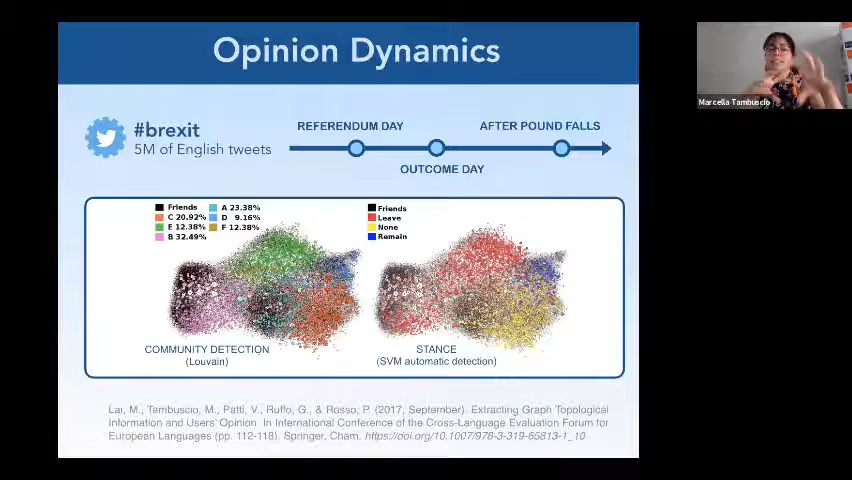 Opinion Dynamics
#brexit
5M of English tweets
REFERENDUM DAY
AFTER POUND FALLS
OUTCOME DAY
Friends
C 20.92%
E 12.38%
B 32.49%
A 23.38%
D 9.16%
F 12.38%
Friends
Leave
None
Remain
COMMUNITY DETECTION
(Louvain)
STANCE
(SVM automatic detection)
Lai, M., Tambuscio, M., Patti, V., Ruffo, G., & Rosso, P. (2017, September). Extracting Graph Topological
Information and Users' Opinion. In International Conference of the Cross-Language Evaluation Forum for
European Languages (pp. 112-118). Springer, Cham. https://doi.org/10.1007/978-3-319-65813-1_10
Marcella Tambuscio